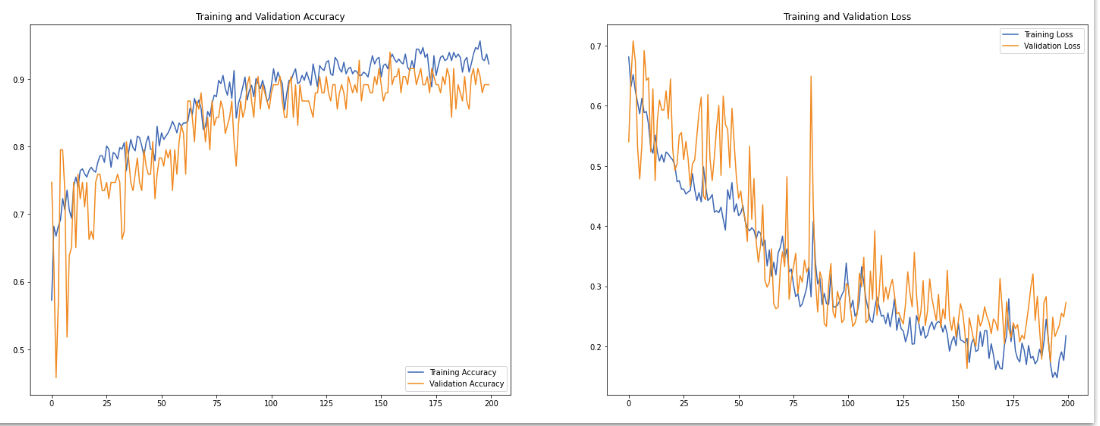 Training and Validation Accuracy
0.9
0.8
0.7
0.6
0.5
0 25 50 75 100 125 150 175 200
Training Accuracy
Validation Accuracy
Training and Validation Loss
0.7
0.6
0.5
0.4
0.3
0.2
0 25 50 75 100 125 150 175 200
Training Loss
Validation Loss